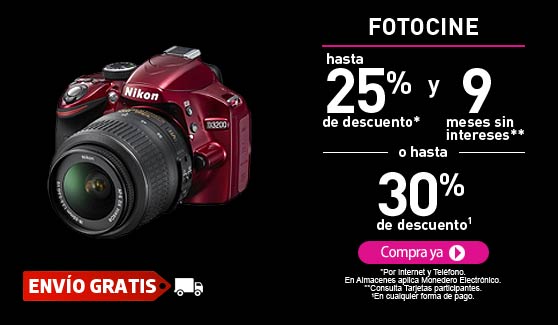 FOTOCINE
hasta
25% y 9
de descuento* meses sin
intereses**
o hasta
30%
de descuento¹
Compra ya
*Por Internet y Teléfono.
En Almacenes aplica Monedero Electrónico.
**Consulta Tarjetas participantes.
¹En cualquier forma de pago.
Nikon
D3200
Nikon
ENVÍO GRATIS